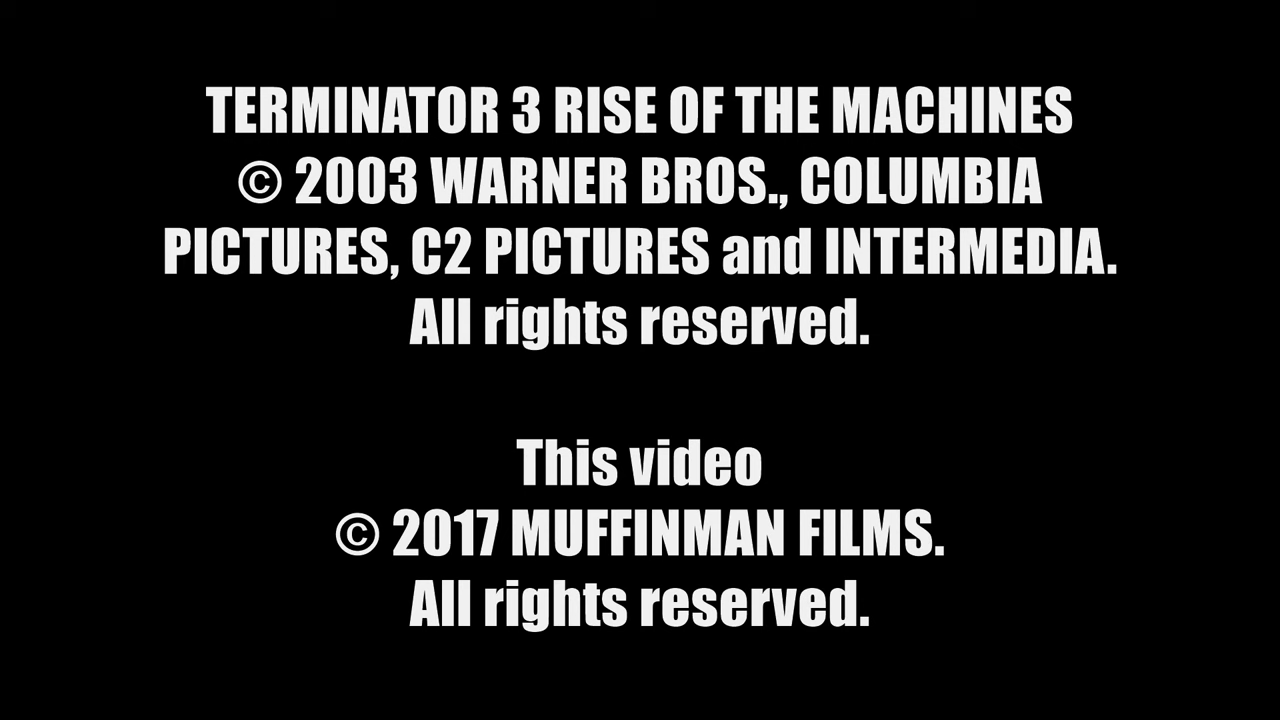 TERMINATOR 3 RISE OF THE MACHINES
© 2003 WARNER BROS., COLUMBIA
PICTURES, C2 PICTURES and INTERMEDIA.
All rights reserved.
This video
© 2017 MUFFINMAN FILMS.
All rights reserved.